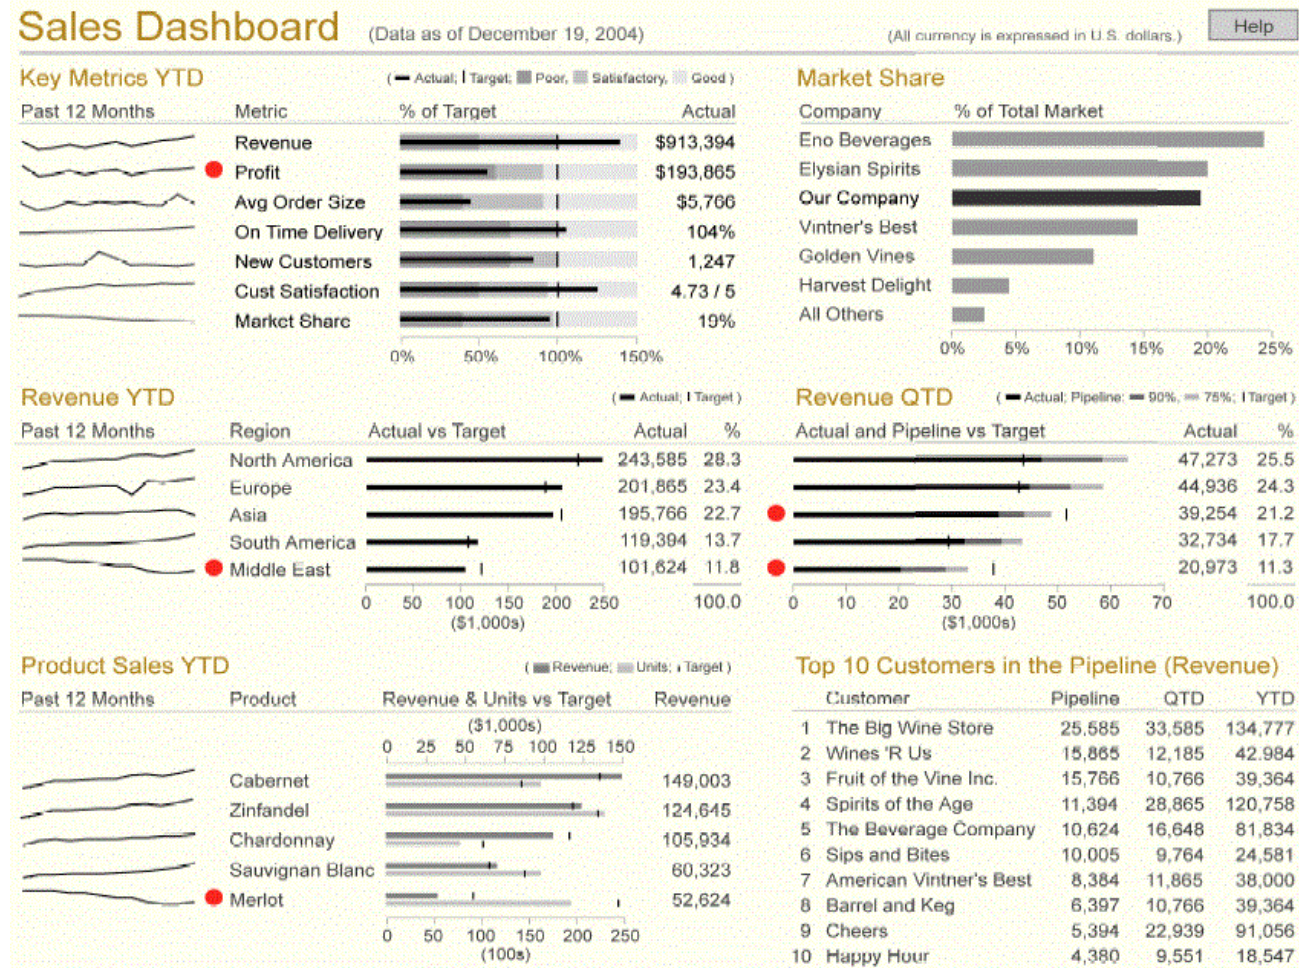 Sales Dashboard (Data as of December 19, 2004) (All currency is expressed in U.S. dollars.) Help
Key Metrics YTD ( Actual; Target; Poor, Satisfactory, Good )
Past 12 Months Metric % of Target Actual
Revenue $913,394
Profit $193,865
Avg Order Size $5,766
On Time Delivery 104%
New Customers 1,247
Cust Satisfaction 4.73 / 5
Market Share 19%
0% 50% 100% 150%
Market Share
Company % of Total Market
Eno Beverages
Elysian Spirits
Our Company
Vintner's Best
Golden Vines
Harvest Delight
All Others
0% 5% 10% 15% 20% 25%
Revenue YTD ( Actual; Target )
Past 12 Months Region Actual vs Target Actual %
North America 243,585 28.3
Europe 201,865 23.4
Asia 195,766 22.7
South America 119,394 13.7
Middle East 101,624 11.8
0 50 100 150 200 250 100.0
($1,000s)
Revenue QTD ( Actual; Pipeline: 90%, 75%; Target )
Actual and Pipeline vs Target Actual %
47,273 25.5
44,936 24.3
39,254 21.2
32,734 17.7
20,973 11.3
0 10 20 30 40 50 60 70 100.0
($1,000s)
Product Sales YTD ( Revenue; Units; Target )
Past 12 Months Product Revenue & Units vs Target Revenue
($1,000s)
0 25 50 75 100 125 150
Cabernet 149,003
Zinfandel 124,645
Chardonnay 105,934
Sauvignan Blanc 60,323
Merlot 52,624
0 50 100 150 200 250
(100s)
Top 10 Customers in the Pipeline (Revenue)
Customer Pipeline QTD YTD
1 The Big Wine Store 25,585 33,585 134,777
2 Wines 'R Us 15,865 12,185 42.984
3 Fruit of the Vine Inc. 15,766 10,766 39,364
4 Spirits of the Age 11,394 28,865 120,758
5 The Beverage Company 10,624 16,648 81,834
6 Sips and Bites 10,005 9,764 24,581
7 American Vintner's Best 8,384 11,865 38,000
8 Barrel and Keg 6,397 10,766 39,364
9 Cheers 5,394 22,939 91,056
10 Happy Hour 4,380 9,551 18,547